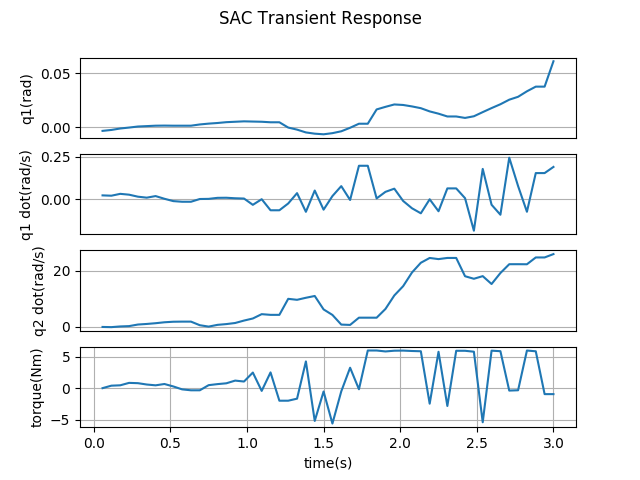 SAC Transient Response
q1(rad)
0.05
0.00
q1 dot(rad/s)
0.25
0.00
q2 dot(rad/s)
20
0
torque(Nm)
5
0
−5
0.0 0.5 1.0 1.5 2.0 2.5 3.0
time(s)